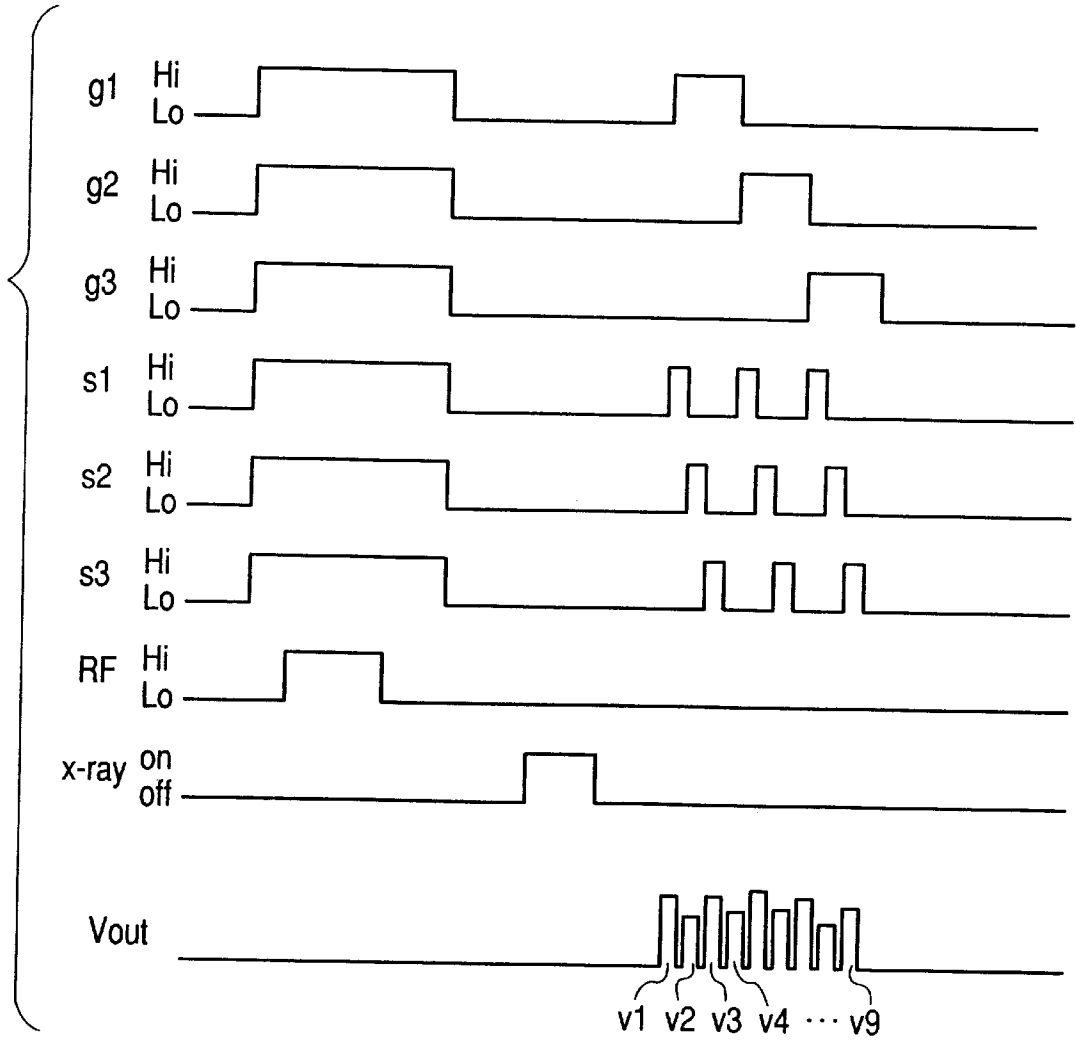 g1 Hi
Lo
g2 Hi
Lo
g3 Hi
Lo
s1 Hi
Lo
s2 Hi
Lo
s3 Hi
Lo
RF Hi
Lo
x-ray on
off
Vout
v1 v2 v3 v4 ··· v9